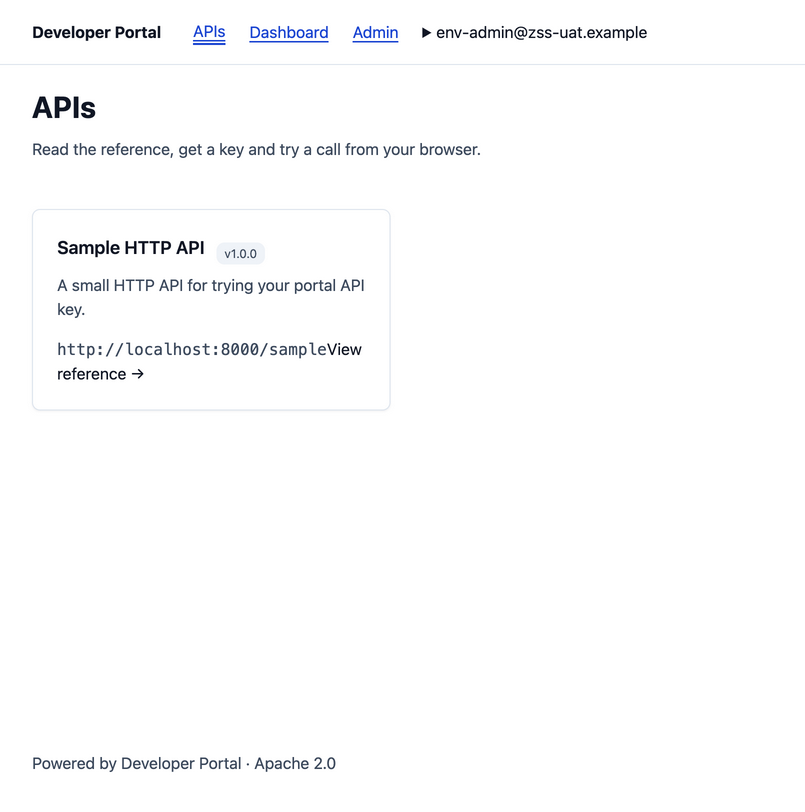 Developer Portal APIs Dashboard Admin ▶ env-admin@zss-uat.example
APIs
Read the reference, get a key and try a call from your browser.
Sample HTTP API v1.0.0
A small HTTP API for trying your portal API
key.
http://localhost:8000/sampleView
reference →
Powered by Developer Portal · Apache 2.0